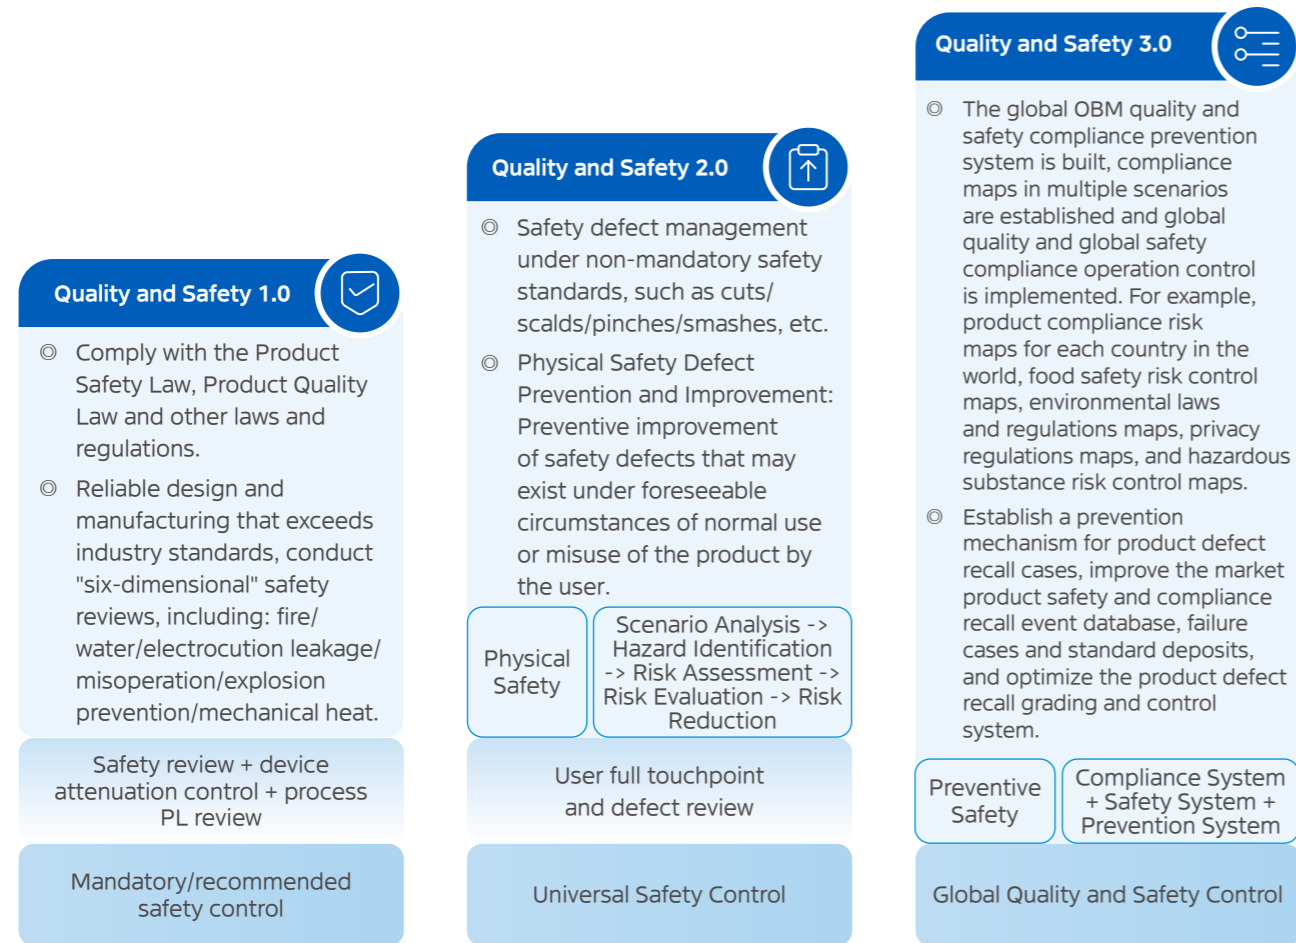 Quality and Safety 1.0
◎ Comply with the Product
Safety Law, Product Quality
Law and other laws and
regulations.
◎ Reliable design and
manufacturing that exceeds
industry standards, conduct
"six-dimensional" safety
reviews, including: fire/
water/electrocution leakage/
misoperation/explosion
prevention/mechanical heat.
Safety review + device
attenuation control + process
PL review
Mandatory/recommended
safety control
Quality and Safety 2.0
◎ Safety defect management
under non-mandatory safety
standards, such as cuts/
scalds/pinches/smashes, etc.
◎ Physical Safety Defect
Prevention and Improvement:
Preventive improvement
of safety defects that may
exist under foreseeable
circumstances of normal use
or misuse of the product by
the user.
Physical
Safety
Scenario Analysis ->
Hazard Identification
-> Risk Assessment ->
Risk Evaluation -> Risk
Reduction
User full touchpoint
and defect review
Universal Safety Control
Quality and Safety 3.0
◎ The global OBM quality and
safety compliance prevention
system is built, compliance
maps in multiple scenarios
are established and global
quality and global safety
compliance operation control
is implemented. For example,
product compliance risk
maps for each country in the
world, food safety risk control
maps, environmental laws
and regulations maps, privacy
regulations maps, and hazardous
substance risk control maps.
◎ Establish a prevention
mechanism for product defect
recall cases, improve the market
product safety and compliance
recall event database, failure
cases and standard deposits,
and optimize the product defect
recall grading and control
system.
Preventive
Safety
Compliance System
+ Safety System +
Prevention System
Global Quality and Safety Control